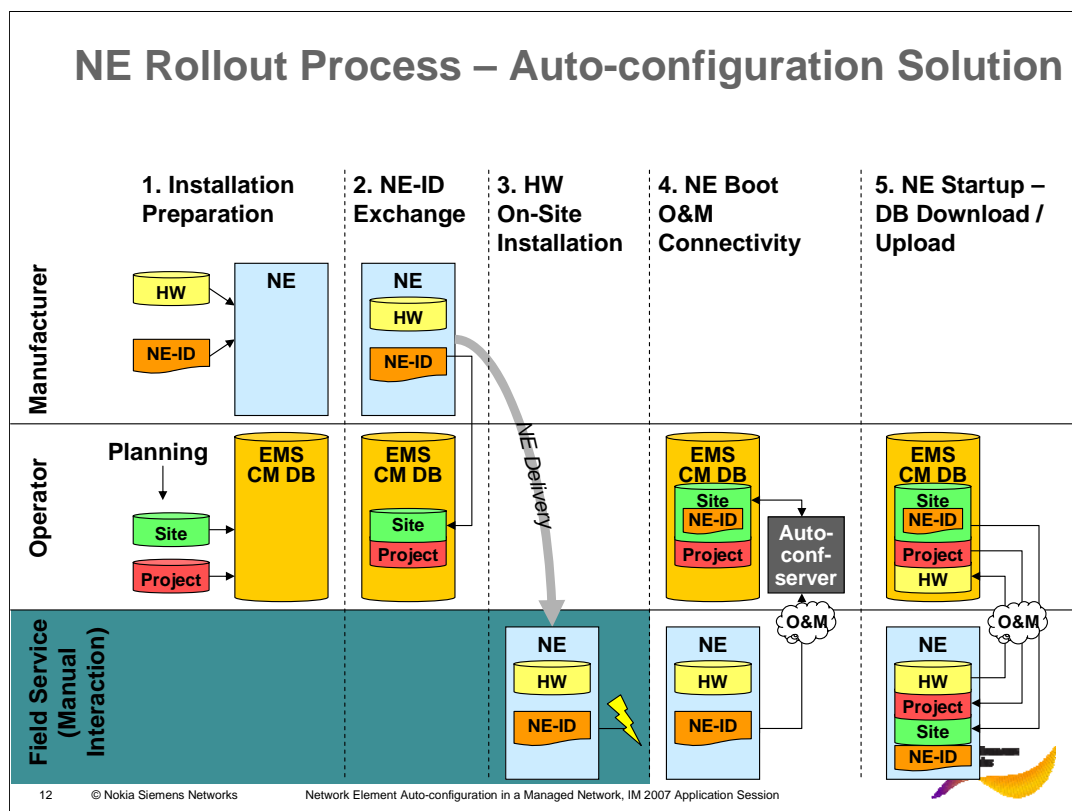 NE Rollout Process – Auto-configuration Solution
1. Installation
Preparation
2. NE-ID
Exchange
3. HW
On-Site
Installation
4. NE Boot
O&M
Connectivity
5. NE Startup –
DB Download /
Upload
Manufacturer
HW
NE-ID
NE
NE
HW
NE-ID
NE Delivery
Operator
Planning
Site
Project
EMS
CM DB
EMS
CM DB
Site
Project
EMS
CM DB
Site
NE-ID
Project
Auto-
conf-
server
O&M
EMS
CM DB
Site
NE-ID
Project
HW
O&M
Field Service
(Manual
Interaction)
NE
HW
NE-ID
NE
HW
NE-ID
NE
HW
Project
Site
NE-ID
12 © Nokia Siemens Networks Network Element Auto-configuration in a Managed Network, IM 2007 Application Session